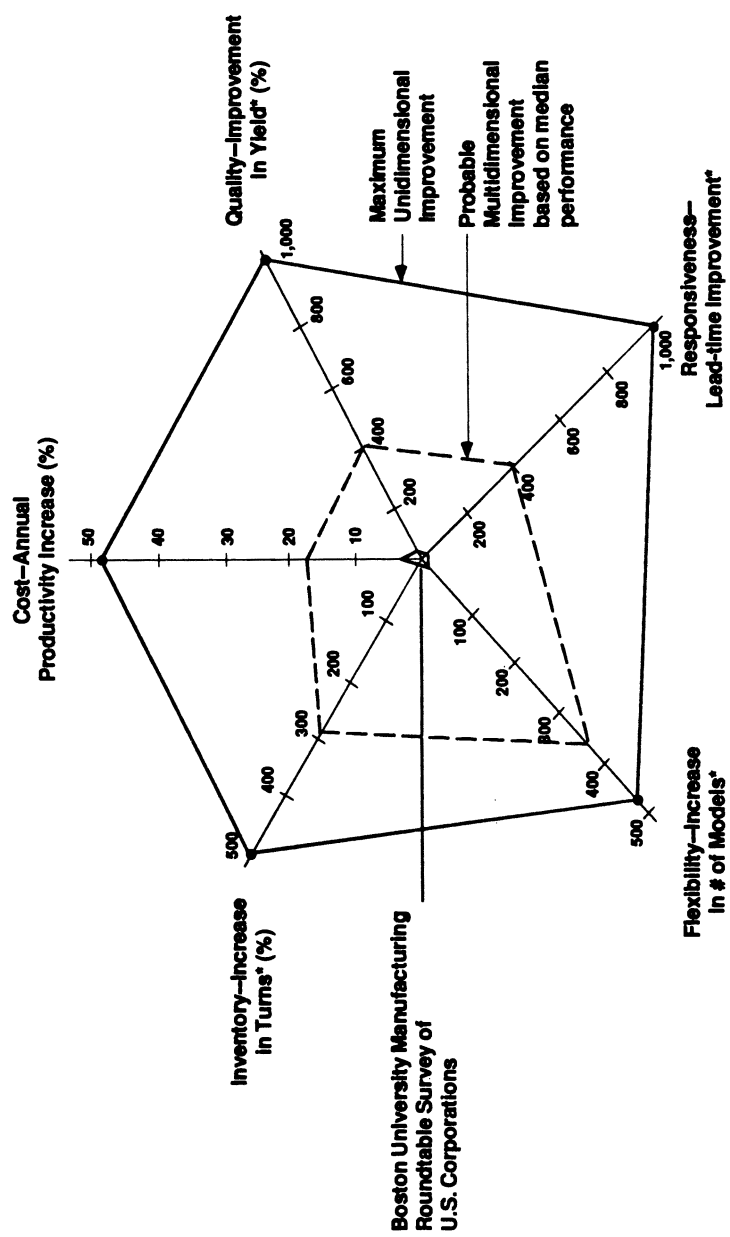 Cost–Annual
Productivity Increase (%)
50
40
30
20
10
Quality–Improvement
In Yield* (%)
1,000
800
600
400
200
Maximum
Unidimensional
Improvement
Probable
Multidimensional
Improvement
based on median
performance
Responsiveness–
Lead-time Improvement*
1,000
800
600
400
200
Flexibility–Increase
In # of Models*
500
400
300
200
100
Inventory–Increase
in Turns* (%)
500
400
300
200
100
Boston University Manufacturing
Roundtable Survey of
U.S. Corporations